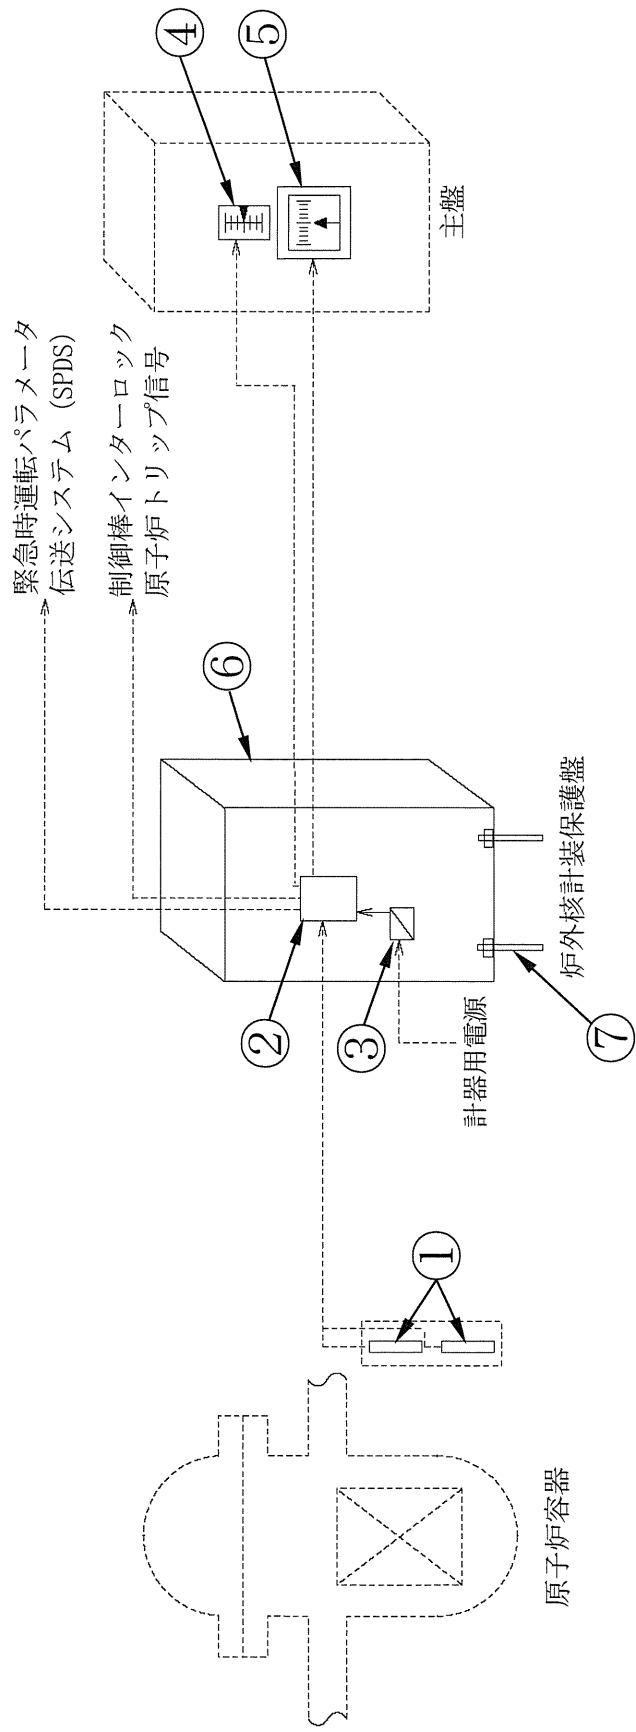 緊急時運転パラメータ
伝送システム (SPDS)
制御棒インターロック
原子炉トリップ信号
④
⑤
主盤
⑥
②
③
計器用電源
炉外核計装保護盤
⑦
①
原子炉容器